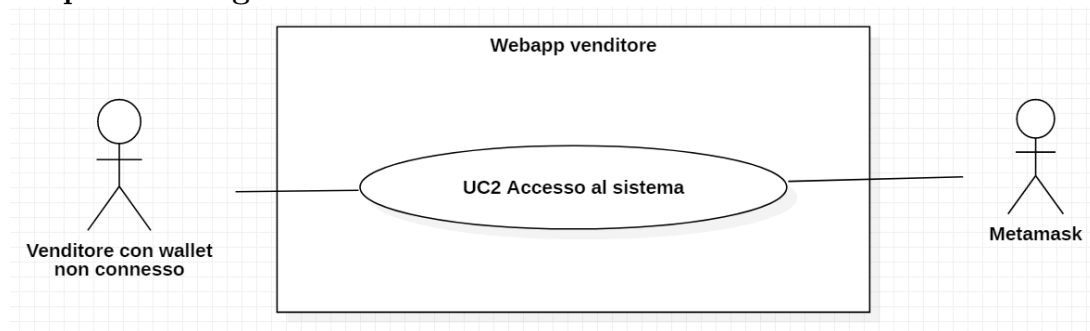 Webapp venditore
UC2 Accesso al sistema
Venditore con wallet
non connesso
Metamask